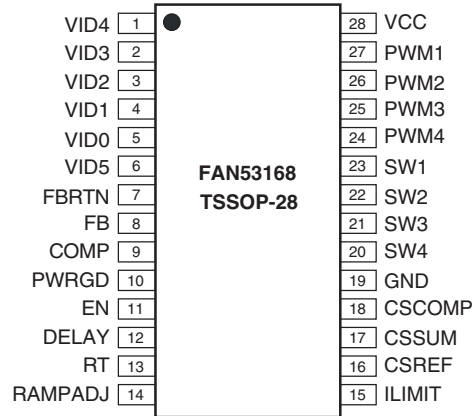 VID4 1
VID3 2
VID2 3
VID1 4
VID0 5
VID5 6
FBRTN 7
FB 8
COMP 9
PWRGD 10
EN 11
DELAY 12
RT 13
RAMPADJ 14
FAN53168
TSSOP-28
28 VCC
27 PWM1
26 PWM2
25 PWM3
24 PWM4
23 SW1
22 SW2
21 SW3
20 SW4
19 GND
18 CSCOMP
17 CSSUM
16 CSREF
15 ILIMIT